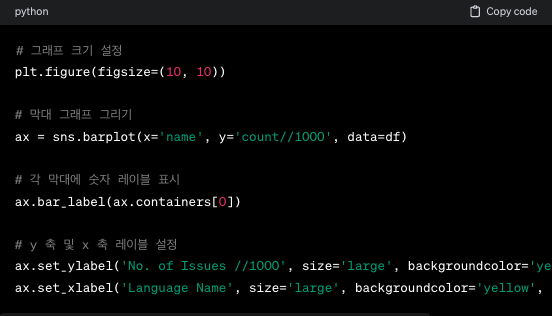 python
Copy code
# 그래프 크기 설정
plt.figure(figsize=(10, 10))
# 막대 그래프 그리기
ax = sns.barplot(x='name', y='count//1000', data=df)
# 각 막대에 숫자 레이블 표시
ax.bar_label(ax.containers[0])
# y 축 및 x 축 레이블 설정
ax.set_ylabel('No. of Issues //1000', size='large', backgroundcolor='ye
ax.set_xlabel('Language Name', size='large', backgroundcolor='yellow',